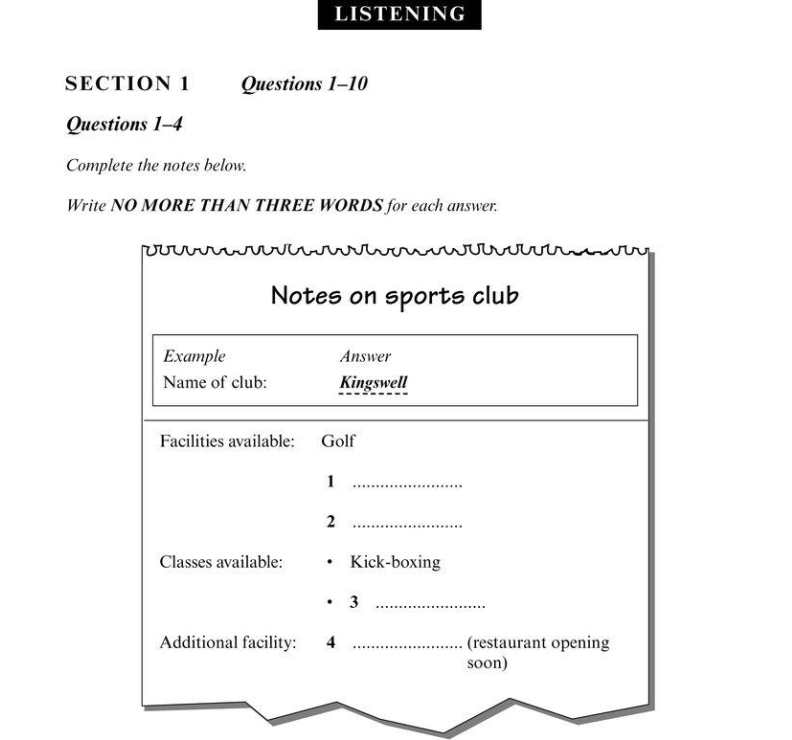 LISTENING
SECTION 1 Questions 1–10
Questions 1–4
Complete the notes below.
Write NO MORE THAN THREE WORDS for each answer.
Notes on sports club
Example Answer
Name of club: Kingswell
Facilities available: Golf
1 ........................
2 ........................
Classes available: • Kick-boxing
• 3 ........................
Additional facility: 4 ........................ (restaurant opening
soon)